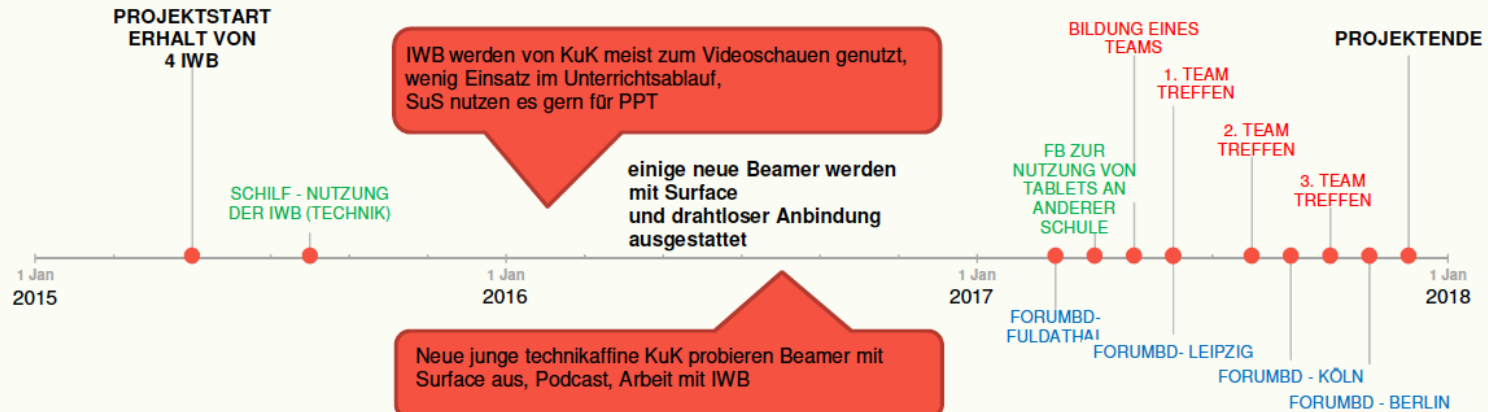 PROJEKTSTART
ERHALT VON
4 IWB
IWB werden von KuK meist zum Videoschauen genutzt,
wenig Einsatz im Unterrichtsablauf,
SuS nutzen es gern für PPT
BILDUNG EINES
TEAMS
PROJEKTENDE
1. TEAM
TREFFEN
2. TEAM
TREFFEN
3. TEAM
TREFFEN
FB ZUR
NUTZUNG VON
TABLETS AN
ANDERER
SCHULE
einige neue Beamer werden
mit Surface
und drahtloser Anbindung
ausgestattet
SCHILF - NUTZUNG
DER IWB (TECHNIK)
1 Jan
2015
1 Jan
2016
1 Jan
2017
1 Jan
2018
FORUMBD-
FULDATHAL
FORUMBD- LEIPZIG
FORUMBD - KÖLN
FORUMBD - BERLIN
Neue junge technikaffine KuK probieren Beamer mit
Surface aus, Podcast, Arbeit mit IWB